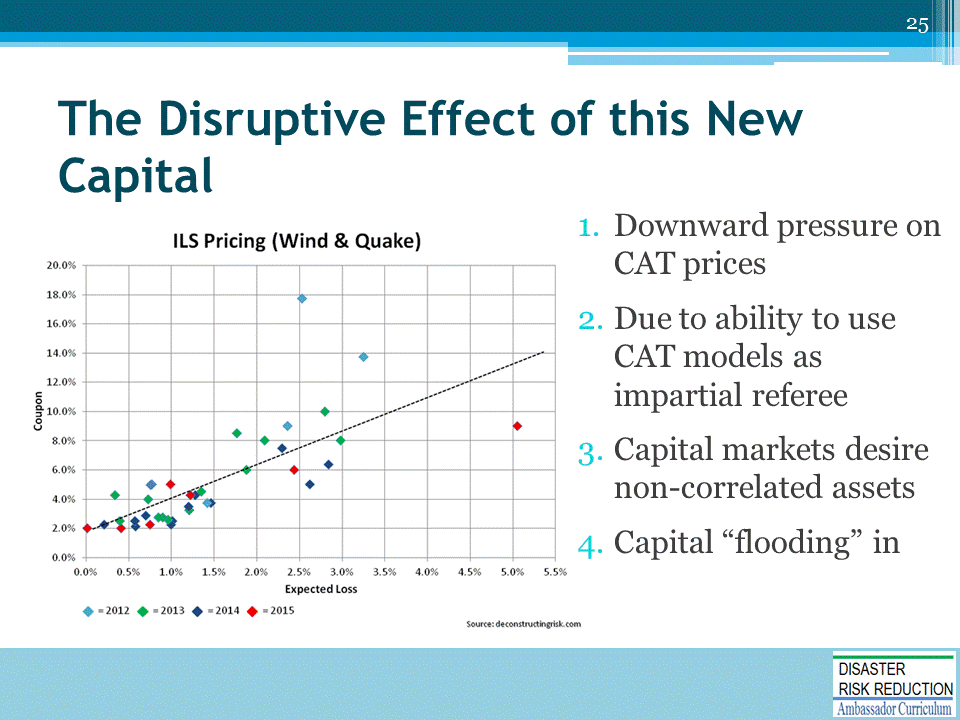 25
The Disruptive Effect of this New
Capital
ILS Pricing (Wind & Quake)
20.0%
18.0%
16.0%
14.0%
12.0%
10.0%
8.0%
6.0%
4.0%
2.0%
0.0%
Coupon
0.0% 0.5% 1.0% 1.5% 2.0% 2.5% 3.0% 3.5% 4.0% 4.5% 5.0% 5.5%
Expected Loss
= 2012 = 2013 = 2014 = 2015
Source: deconstructingrisk.com
1. Downward pressure on
CAT prices
2. Due to ability to use
CAT models as
impartial referee
3. Capital markets desire
non-correlated assets
4. Capital “flooding” in
DISASTER
RISK REDUCTION
Ambassador Curriculum